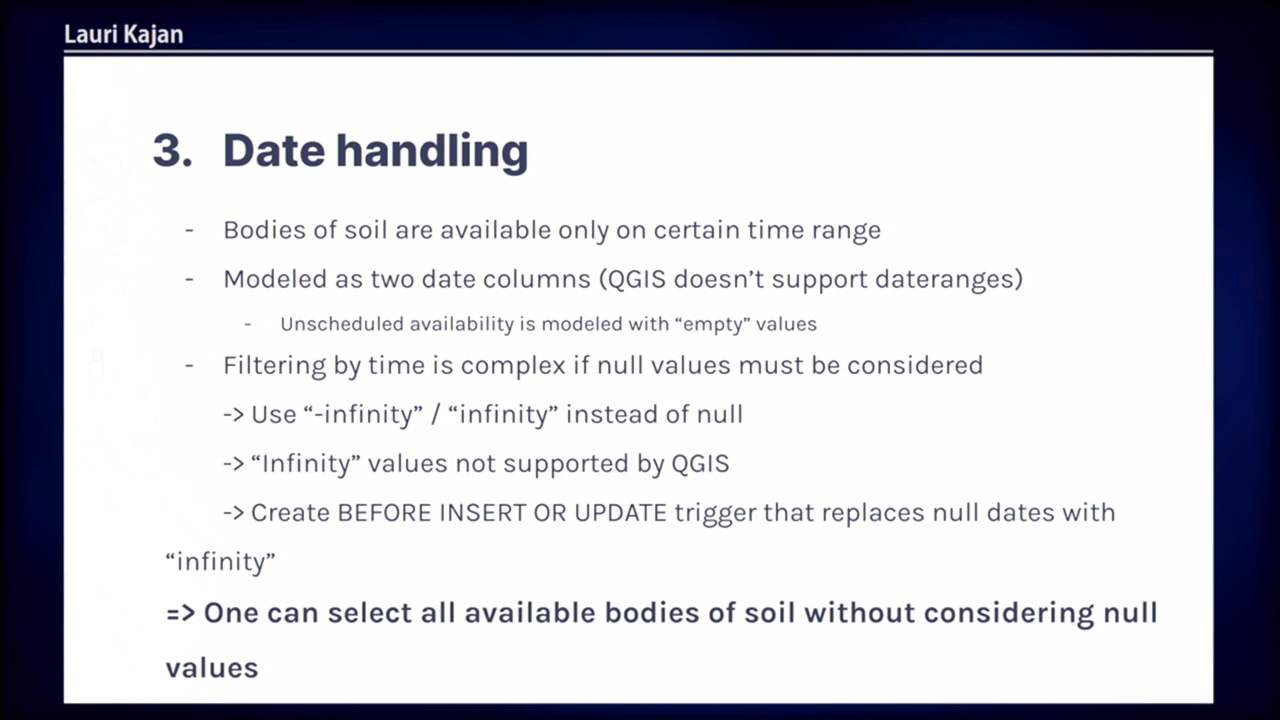 Lauri Kajan
3. Date handling
- Bodies of soil are available only on certain time range
- Modeled as two date columns (QGIS doesn’t support dateranges)
- Unscheduled availability is modeled with “empty” values
- Filtering by time is complex if null values must be considered
-> Use “-infinity” / “infinity” instead of null
-> “Infinity” values not supported by QGIS
-> Create BEFORE INSERT OR UPDATE trigger that replaces null dates with
“infinity”
=> One can select all available bodies of soil without considering null
values